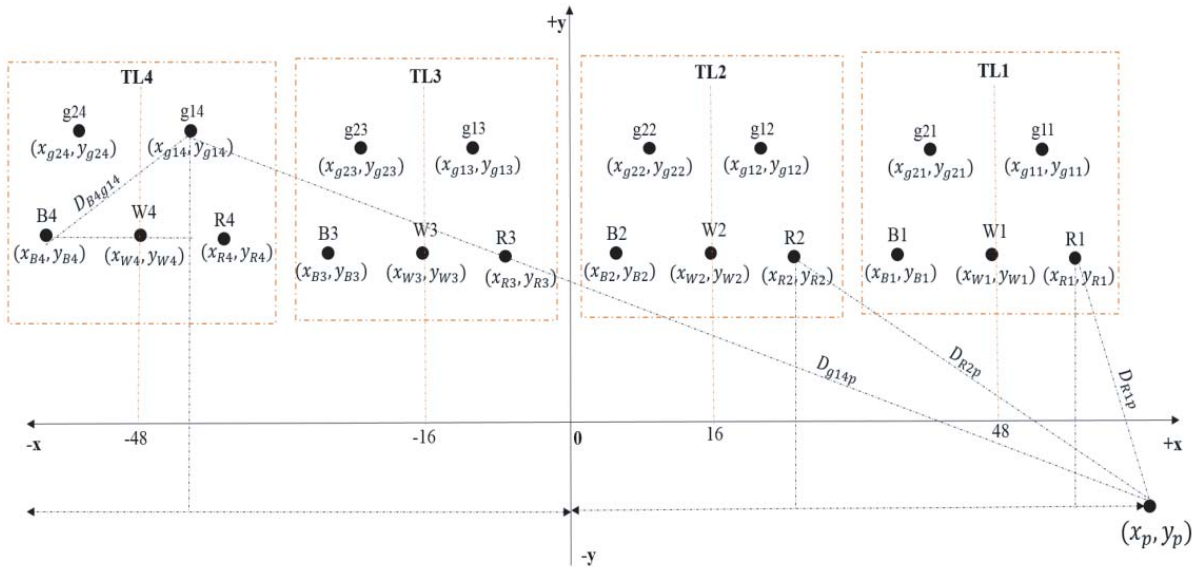 +y
TL4 TL3 TL2 TL1
g24 g14 g23 g13 g22 g12 g21 g11
(x_{g24}, y_{g24}) (x_{g14}, y_{g14}) (x_{g23}, y_{g23}) (x_{g13}, y_{g13}) (x_{g22}, y_{g22}) (x_{g12}, y_{g12}) (x_{g21}, y_{g21}) (x_{g11}, y_{g11})
D_{B4g14}
B4 W4 R4 B3 W3 R3 B2 W2 R2 B1 W1 R1
(x_{B4}, y_{B4}) (x_{W4}, y_{W4}) (x_{R4}, y_{R4}) (x_{B3}, y_{B3}) (x_{W3}, y_{W3}) (x_{R3}, y_{R3}) (x_{B2}, y_{B2}) (x_{W2}, y_{W2}) (x_{R2}, y_{R2}) (x_{B1}, y_{B1}) (x_{W1}, y_{W1}) (x_{R1}, y_{R1})
D_{g14p} D_{R2p} D_{R1p}
-x -48 -16 0 16 48 +x
(x_p, y_p)
-y